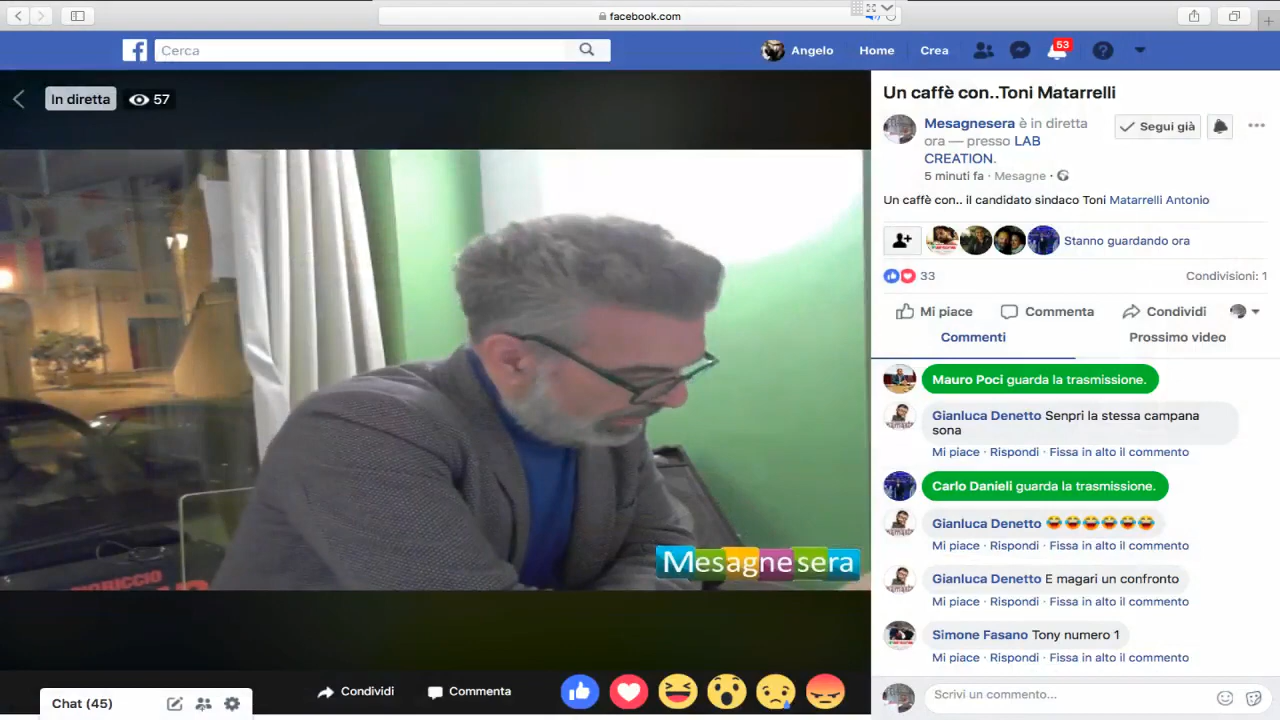 facebook.com
Cerca
Angelo
Home
Crea
53
In diretta
57
Un caffè con..Toni Matarrelli
Mesagnesera è in diretta
ora — presso LAB
CREATION.
5 minuti fa · Mesagne ·
Segui già
Un caffè con.. il candidato sindaco Toni Matarrelli Antonio
Stanno guardando ora
33
Condivisioni: 1
Mi piace
Commenta
Condividi
Commenti
Prossimo video
Mauro Poci guarda la trasmissione.
Gianluca Denetto Senpri la stessa campana
sona
Mi piace · Rispondi · Fissa in alto il commento
Carlo Danieli guarda la trasmissione.
Gianluca Denetto 😂😂😂😂😂😂
Mi piace · Rispondi · Fissa in alto il commento
Gianluca Denetto E magari un confronto
Mi piace · Rispondi · Fissa in alto il commento
Simone Fasano Tony numero 1
Mi piace · Rispondi · Fissa in alto il commento
Scrivi un commento...
Mesagnesera
Condividi
Commenta
Chat (45)